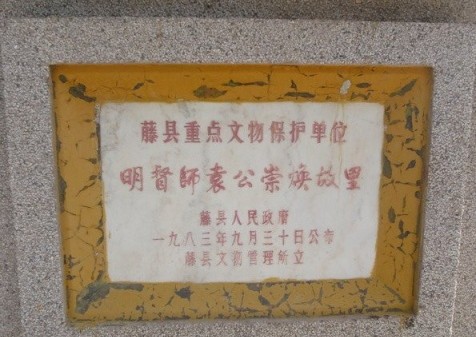 藤县重点文物保护单位
明督師袁公崇焕故里
藤县人民政府
一九八三年九月三十日公布
藤县文物管理所立